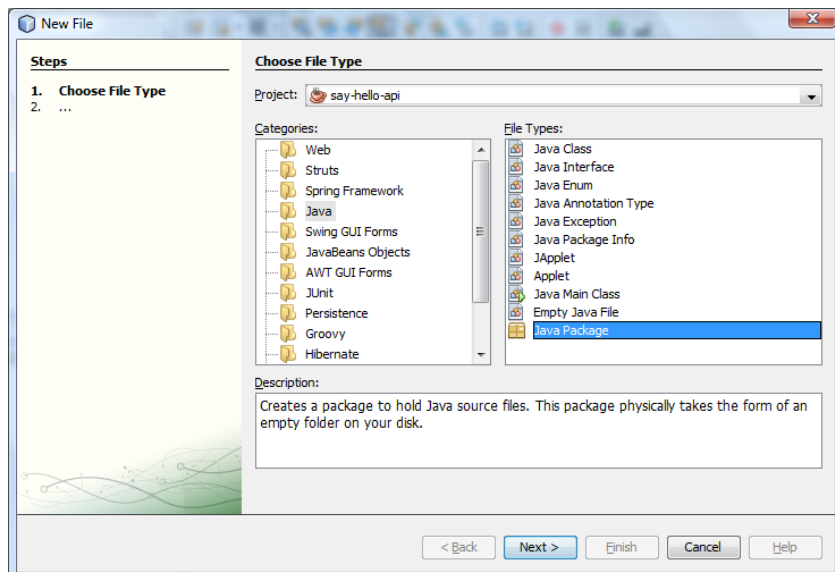 New File
Steps
1. Choose File Type
2. ...
Choose File Type
Project: say-hello-api
Categories:
Web
Struts
Spring Framework
Java
Swing GUI Forms
JavaBeans Objects
AWT GUI Forms
JUnit
Persistence
Groovy
Hibernate
File Types:
Java Class
Java Interface
Java Enum
Java Annotation Type
Java Exception
Java Package Info
JApplet
Applet
Java Main Class
Empty Java File
Java Package
Description:
Creates a package to hold Java source files. This package physically takes the form of an
empty folder on your disk.
< Back Next > Finish Cancel Help